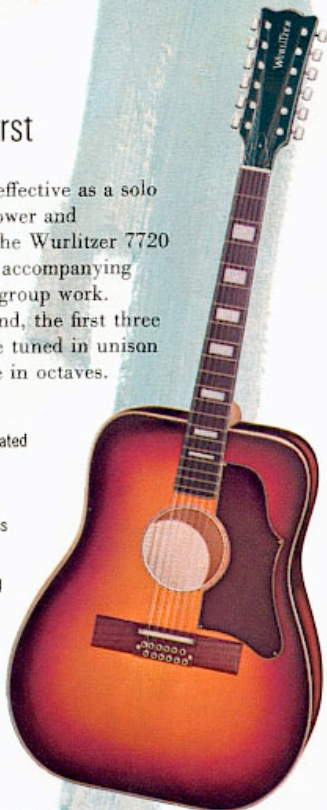 WURLITZER
rst
effective as a solo
ower and
he Wurlitzer 7720
accompanying
group work.
nd, the first three
e tuned in unison
e in octaves.
ated
s
g